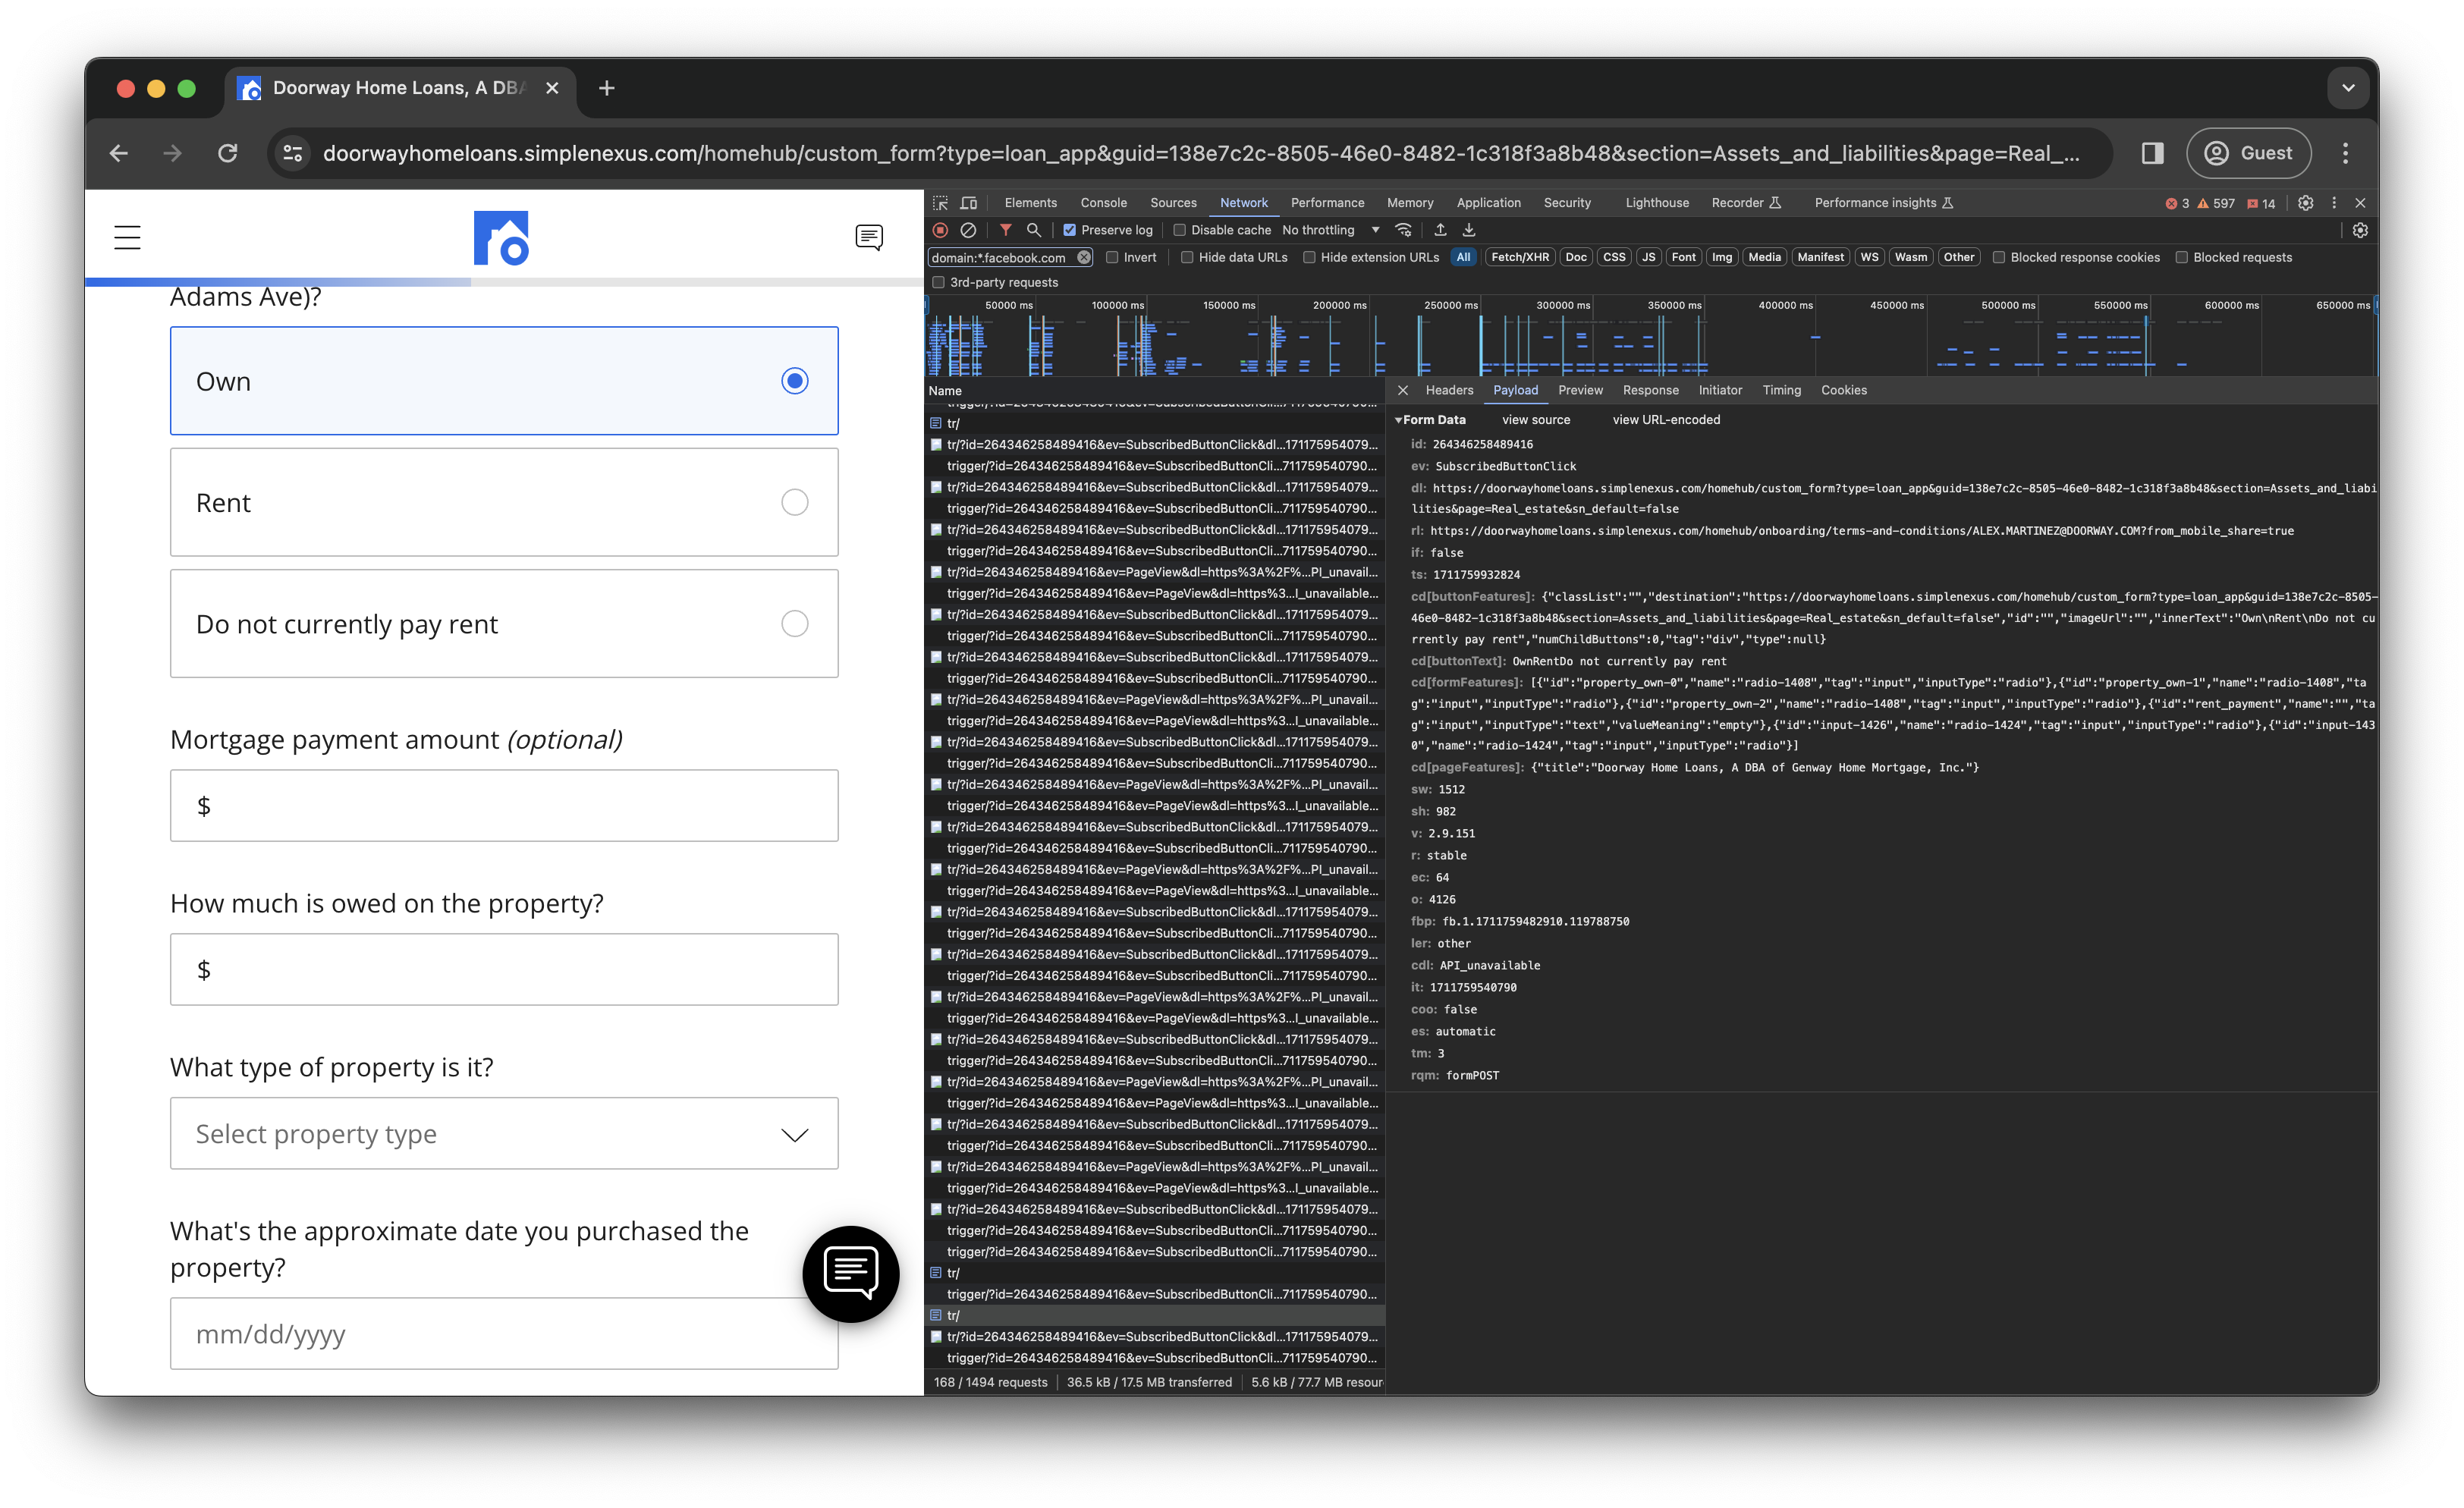 Doorway Home Loans, A DBA
doorwayhomeloans.simplenexus.com/homehub/custom_form?type=loan_app&guid=138e7c2c-8505-46e0-8482-1c318f3a8b48&section=Assets_and_liabilities&page=Real_...
Guest
Adams Ave)?
Own
Rent
Do not currently pay rent
Mortgage payment amount (optional)
$
How much is owed on the property?
$
What type of property is it?
Select property type
What's the approximate date you purchased the
property?
mm/dd/yyyy
Elements Console Sources Network Performance Memory Application Security Lighthouse Recorder Performance insights 3 597 14
Preserve log Disable cache No throttling
domain:*.facebook.com Invert Hide data URLs Hide extension URLs All Fetch/XHR Doc CSS JS Font Img Media Manifest WS Wasm Other Blocked response cookies Blocked requests
3rd-party requests
50000 ms 100000 ms 150000 ms 200000 ms 250000 ms 300000 ms 350000 ms 400000 ms 450000 ms 500000 ms 550000 ms 600000 ms 650000 ms
Name
tr/
tr/?id=264346258489416&ev=SubscribedButtonClick&dl...171175954079...
trigger/?id=264346258489416&ev=SubscribedButtonCli...711759540790...
tr/?id=264346258489416&ev=SubscribedButtonClick&dl...171175954079...
trigger/?id=264346258489416&ev=SubscribedButtonCli...711759540790...
tr/?id=264346258489416&ev=SubscribedButtonClick&dl...171175954079...
trigger/?id=264346258489416&ev=SubscribedButtonCli...711759540790...
tr/?id=264346258489416&ev=PageView&dl=https%3A%2F%...PI_unavail...
trigger/?id=264346258489416&ev=PageView&dl=https%3...I_unavailable...
tr/?id=264346258489416&ev=SubscribedButtonClick&dl...171175954079...
trigger/?id=264346258489416&ev=SubscribedButtonCli...711759540790...
tr/?id=264346258489416&ev=SubscribedButtonClick&dl...171175954079...
trigger/?id=264346258489416&ev=SubscribedButtonCli...711759540790...
tr/?id=264346258489416&ev=PageView&dl=https%3A%2F%...PI_unavail...
trigger/?id=264346258489416&ev=PageView&dl=https%3...I_unavailable...
tr/?id=264346258489416&ev=SubscribedButtonClick&dl...171175954079...
trigger/?id=264346258489416&ev=SubscribedButtonCli...711759540790...
tr/?id=264346258489416&ev=PageView&dl=https%3A%2F%...PI_unavail...
trigger/?id=264346258489416&ev=PageView&dl=https%3...I_unavailable...
tr/?id=264346258489416&ev=SubscribedButtonClick&dl...171175954079...
trigger/?id=264346258489416&ev=SubscribedButtonCli...711759540790...
tr/?id=264346258489416&ev=PageView&dl=https%3A%2F%...PI_unavail...
trigger/?id=264346258489416&ev=PageView&dl=https%3...I_unavailable...
tr/?id=264346258489416&ev=SubscribedButtonClick&dl...171175954079...
trigger/?id=264346258489416&ev=SubscribedButtonCli...711759540790...
tr/?id=264346258489416&ev=SubscribedButtonClick&dl...171175954079...
trigger/?id=264346258489416&ev=SubscribedButtonCli...711759540790...
tr/?id=264346258489416&ev=PageView&dl=https%3A%2F%...PI_unavail...
trigger/?id=264346258489416&ev=PageView&dl=https%3...I_unavailable...
tr/?id=264346258489416&ev=SubscribedButtonClick&dl...171175954079...
trigger/?id=264346258489416&ev=SubscribedButtonCli...711759540790...
tr/?id=264346258489416&ev=PageView&dl=https%3A%2F%...PI_unavail...
trigger/?id=264346258489416&ev=PageView&dl=https%3...I_unavailable...
tr/?id=264346258489416&ev=SubscribedButtonClick&dl...171175954079...
trigger/?id=264346258489416&ev=SubscribedButtonCli...711759540790...
tr/?id=264346258489416&ev=PageView&dl=https%3A%2F%...PI_unavail...
trigger/?id=264346258489416&ev=PageView&dl=https%3...I_unavailable...
tr/?id=264346258489416&ev=SubscribedButtonClick&dl...171175954079...
trigger/?id=264346258489416&ev=SubscribedButtonCli...711759540790...
trigger/?id=264346258489416&ev=SubscribedButtonCli...711759540790...
tr/
trigger/?id=264346258489416&ev=SubscribedButtonCli...711759540790...
tr/
tr/?id=264346258489416&ev=SubscribedButtonClick&dl...171175954079...
trigger/?id=264346258489416&ev=SubscribedButtonCli...711759540790...
168 / 1494 requests 36.5 kB / 17.5 MB transferred 5.6 kB / 77.7 MB resour
Headers Payload Preview Response Initiator Timing Cookies
Form Data view source view URL-encoded
id: 264346258489416
ev: SubscribedButtonClick
dl: https://doorwayhomeloans.simplenexus.com/homehub/custom_form?type=loan_app&guid=138e7c2c-8505-46e0-8482-1c318f3a8b48&section=Assets_and_liabi
lities&page=Real_estate&sn_default=false
rl: https://doorwayhomeloans.simplenexus.com/homehub/onboarding/terms-and-conditions/ALEX.MARTINEZ@DOORWAY.COM?from_mobile_share=true
if: false
ts: 1711759932824
cd[buttonFeatures]: {"classList":"","destination":"https://doorwayhomeloans.simplenexus.com/homehub/custom_form?type=loan_app&guid=138e7c2c-8505-
46e0-8482-1c318f3a8b48&section=Assets_and_liabilities&page=Real_estate&sn_default=false","id":"","imageUrl":"","innerText":"Own\nRent\nDo not cu
rrently pay rent","numChildButtons":0,"tag":"div","type":null}
cd[buttonText]: OwnRentDo not currently pay rent
cd[formFeatures]: [{"id":"property_own-0","name":"radio-1408","tag":"input","inputType":"radio"},{"id":"property_own-1","name":"radio-1408","ta
g":"input","inputType":"radio"},{"id":"property_own-2","name":"radio-1408","tag":"input","inputType":"radio"},{"id":"rent_payment","name":"","ta
g":"input","inputType":"text","valueMeaning":"empty"},{"id":"input-1426","name":"radio-1424","tag":"input","inputType":"radio"},{"id":"input-143
0","name":"radio-1424","tag":"input","inputType":"radio"}]
cd[pageFeatures]: {"title":"Doorway Home Loans, A DBA of Genway Home Mortgage, Inc."}
sw: 1512
sh: 982
v: 2.9.151
r: stable
ec: 64
o: 4126
fbp: fb.1.1711759482910.119788750
ler: other
cdl: API_unavailable
it: 1711759540790
coo: false
es: automatic
tm: 3
rqm: formPOST